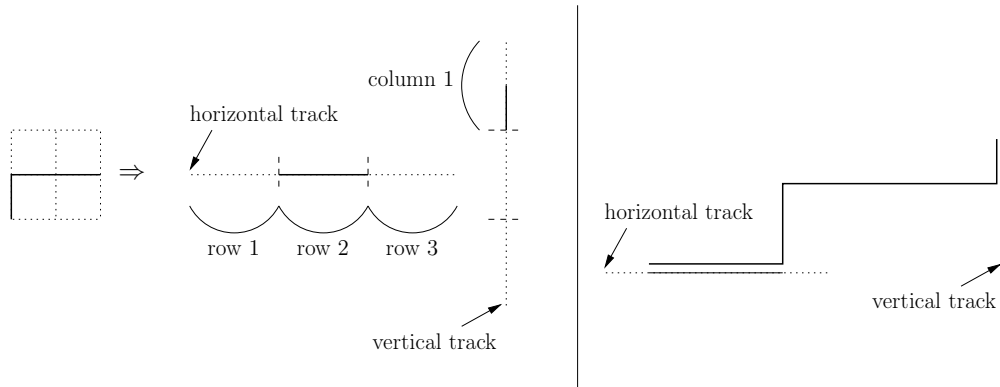 column 1
horizontal track
⇒
row 1 row 2 row 3
vertical track
horizontal track
vertical track